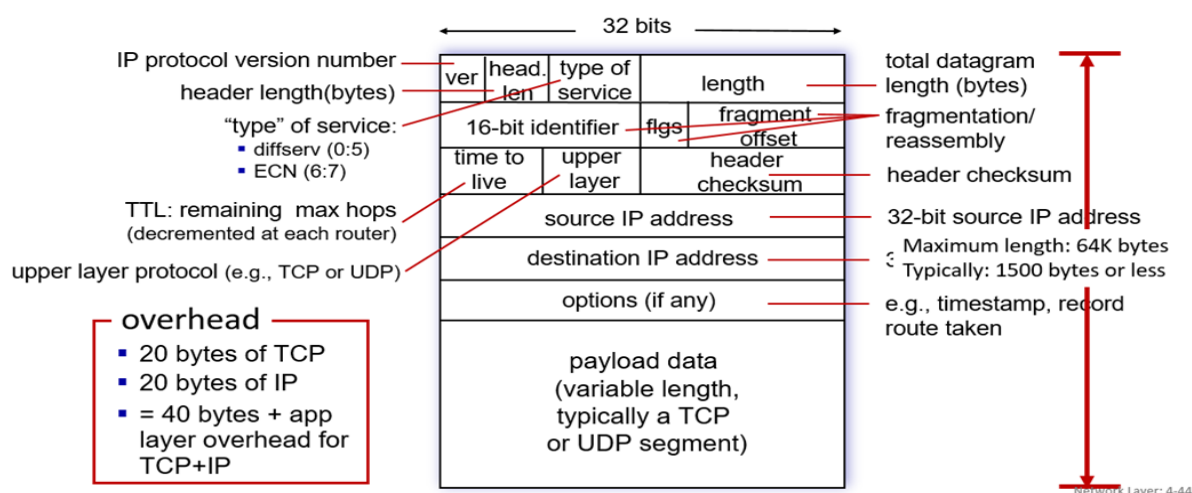 32 bits
IP protocol version number
header length(bytes)
“type” of service:
diffserv (0:5)
ECN (6:7)
TTL: remaining max hops
(decremented at each router)
upper layer protocol (e.g., TCP or UDP)
overhead
20 bytes of TCP
20 bytes of IP
= 40 bytes + app
layer overhead for
TCP+IP
ver
head.
len
type of
service
length
16-bit identifier
flgs
fragment
offset
time to
live
upper
layer
header
checksum
source IP address
destination IP address
options (if any)
payload data
(variable length,
typically a TCP
or UDP segment)
total datagram
length (bytes)
fragmentation/
reassembly
header checksum
32-bit source IP address
Maximum length: 64K bytes
Typically: 1500 bytes or less
e.g., timestamp, record
route taken
Network Layer: 4-44